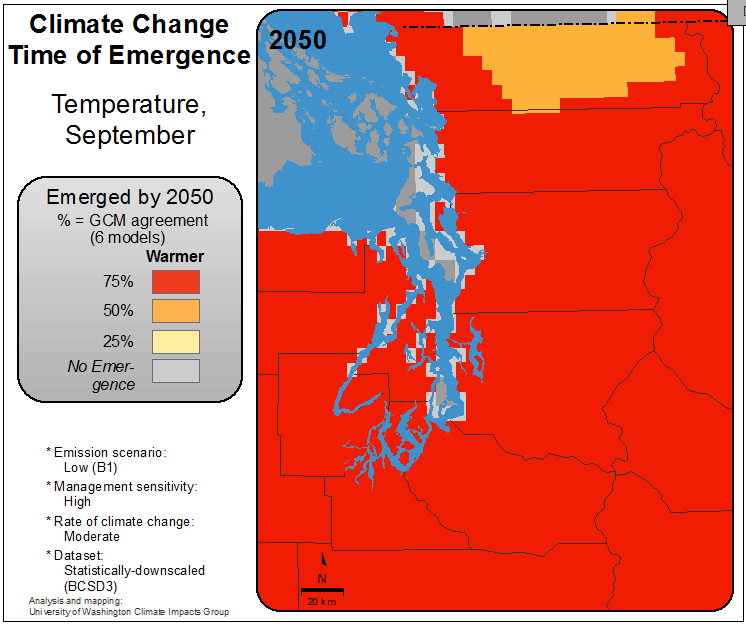 Climate Change
Time of Emergence
Temperature,
September
Emerged by 2050
% = GCM agreement
(6 models)
Warmer
75%
50%
25%
No Emer-
gence
* Emission scenario:
Low (B1)
* Management sensitivity:
High
* Rate of climate change:
Moderate
* Dataset:
Statistically-downscaled
(BCSD3)
Analysis and mapping:
University of Washington Climate Impacts Group
2050
N
20 km